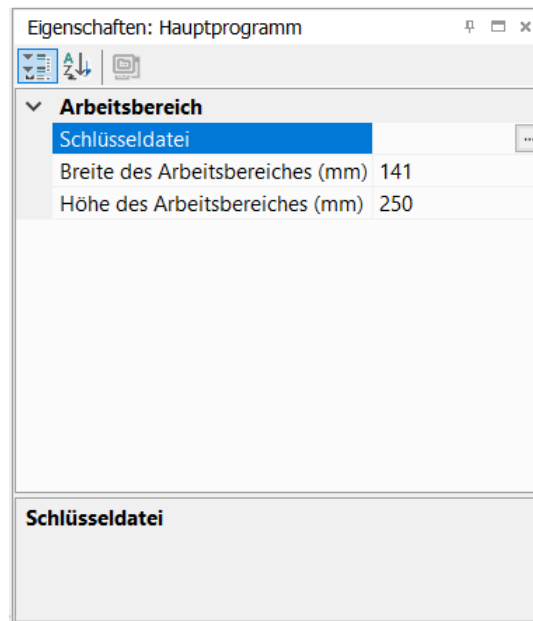 Eigenschaften: Hauptprogramm
Arbeitsbereich
Schlüsseldatei
...
Breite des Arbeitsbereiches (mm) 141
Höhe des Arbeitsbereiches (mm) 250
Schlüsseldatei